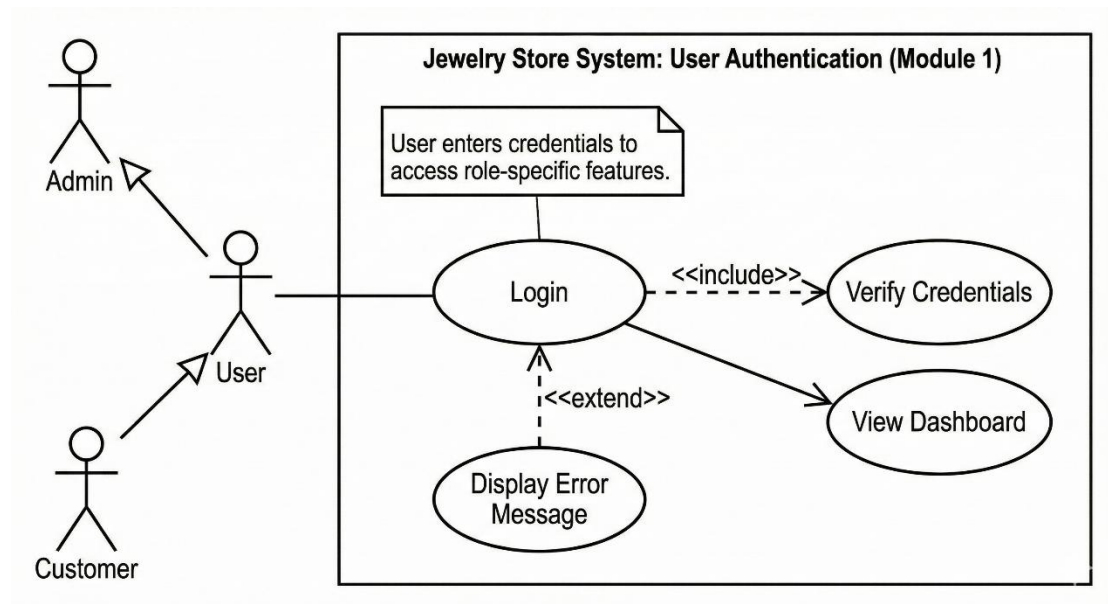 Jewelry Store System: User Authentication (Module 1)
User enters credentials to
access role-specific features.
Admin
<<include>>
Login
Verify Credentials
User
<<extend>>
View Dashboard
Display Error
Message
Customer